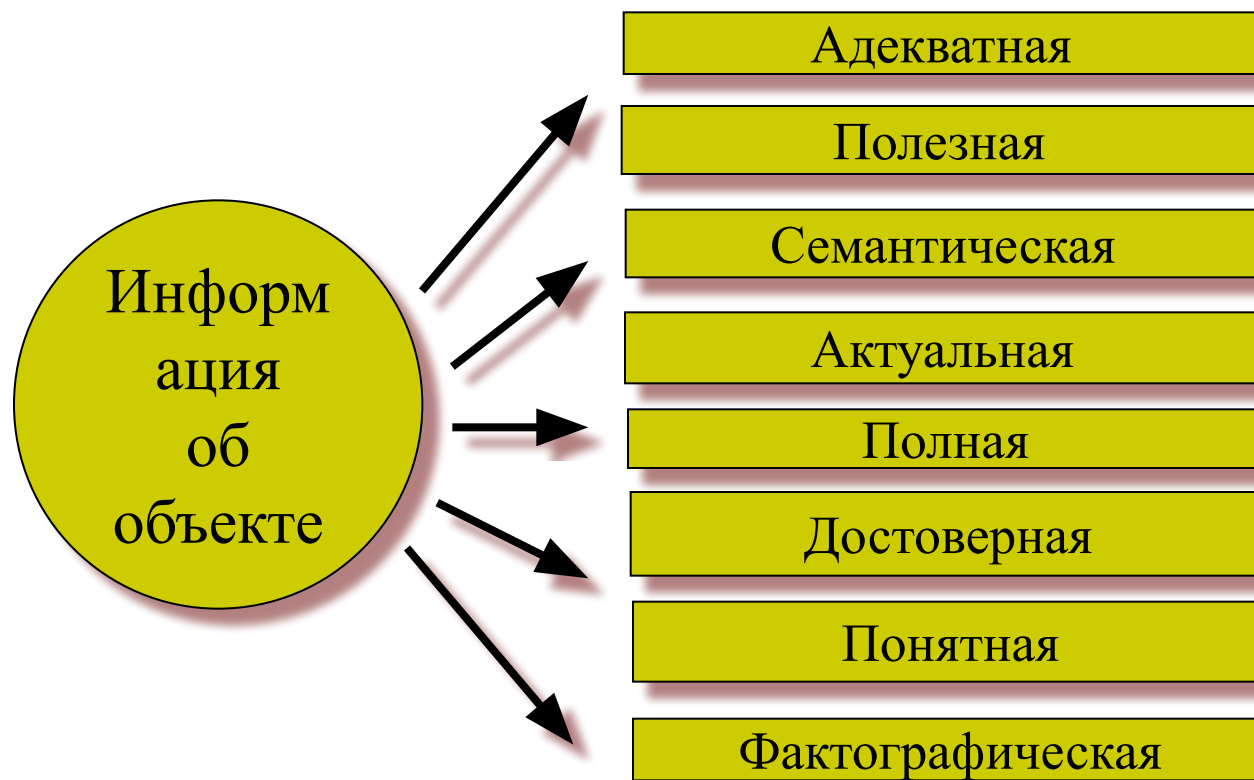 Информ
ация
об
объекте
Адекватная
Полезная
Семантическая
Актуальная
Полная
Достоверная
Понятная
Фактографическая